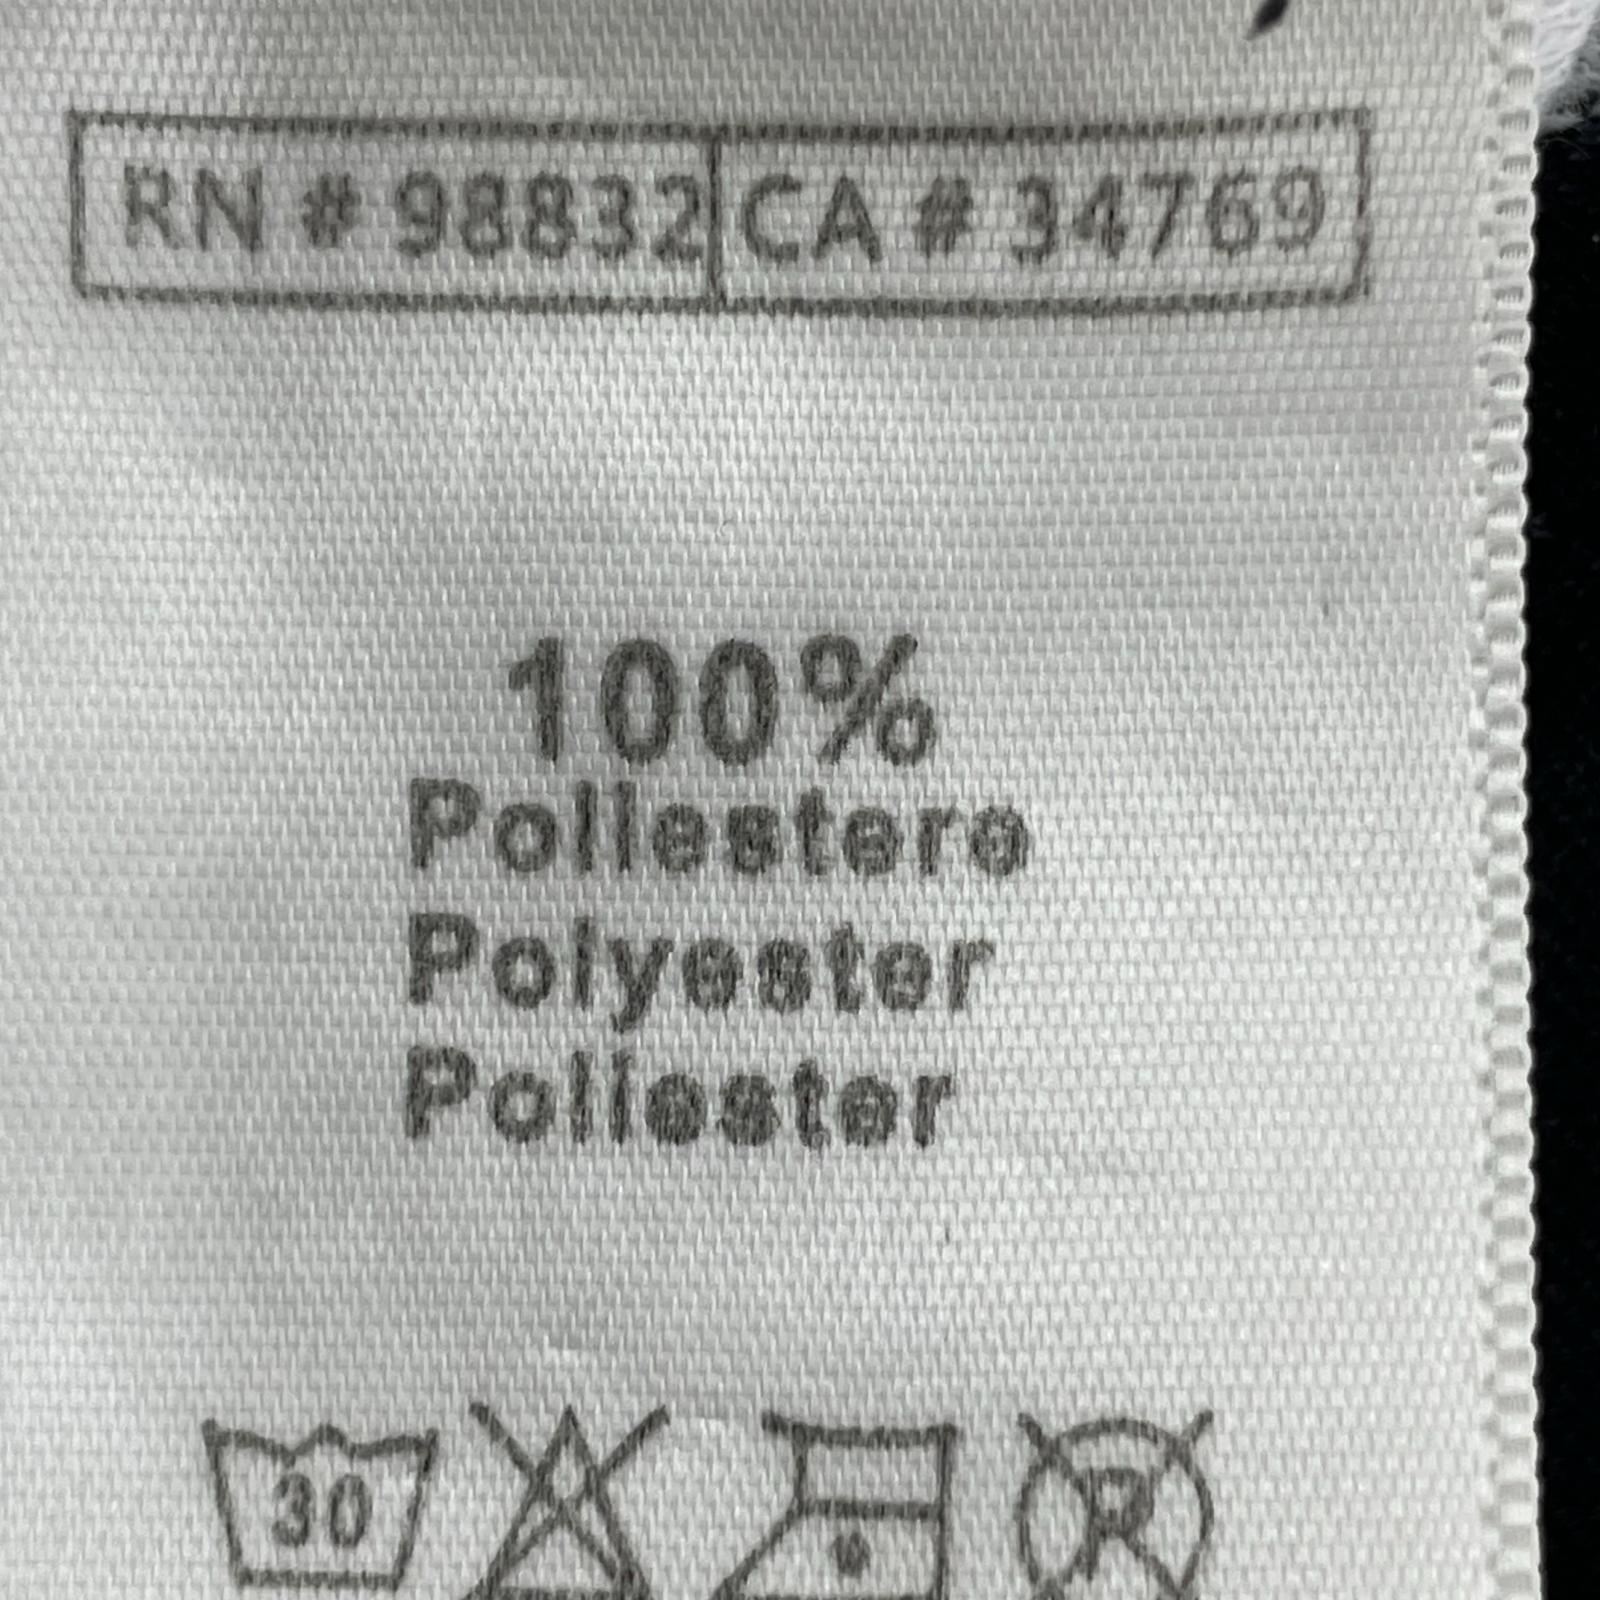 RN # 98832 CA # 34769
100%
Poliestere
Polyester
Poliester
30
P